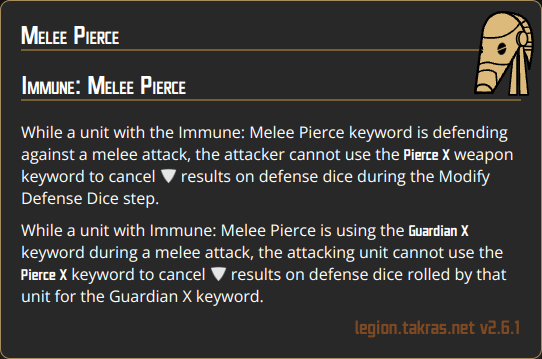 Melee Pierce
Immune: Melee Pierce
While a unit with the Immune: Melee Pierce keyword is defending
against a melee attack, the attacker cannot use the Pierce X weapon
keyword to cancel results on defense dice during the Modify
Defense Dice step.
While a unit with Immune: Melee Pierce is using the Guardian X
keyword during a melee attack, the attacking unit cannot use the
Pierce X keyword to cancel results on defense dice rolled by that
unit for the Guardian X keyword.
legion.takras.net v2.6.1